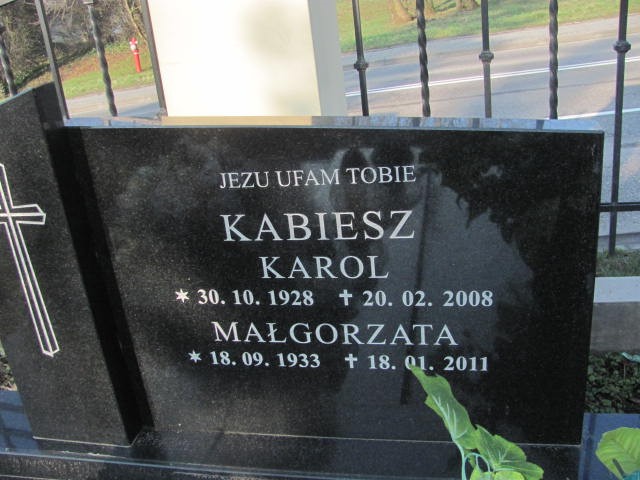 JEZU UFAM TOBIE
KABIESZ
KAROL
✶ 30. 10. 1928 ✝ 20. 02. 2008
MAŁGORZATA
✶ 18. 09. 1933 ✝ 18. 01. 2011